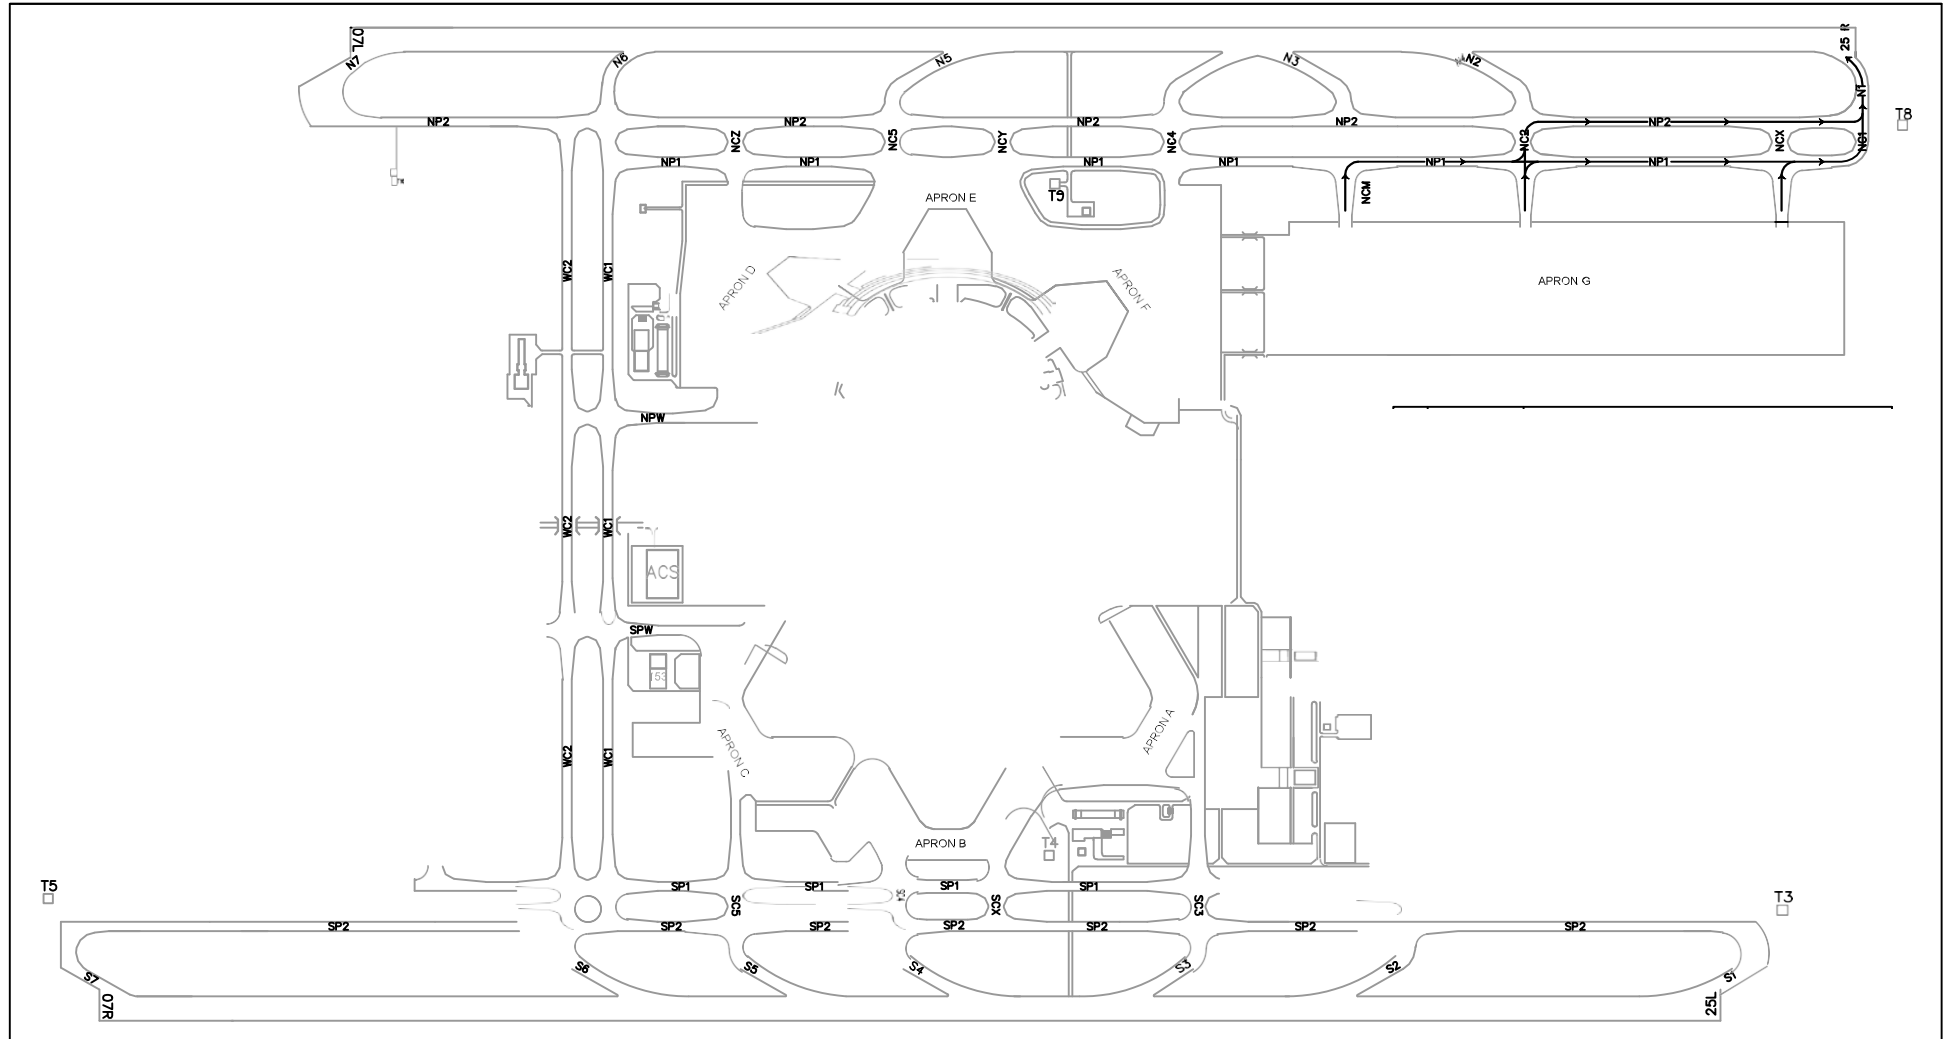 07L
25 R
N7
N6
N5
N3
N2
N1
T8
NP2
NP2
NP2
NP2
NP2
NCZ
NC5
NCY
NC4
NC2
NCX
NC1
NP1
NP1
NP1
NP1
NP1
NP1
NCM
T9
APRON E
APRON D
APRON F
APRON G
WC2
WC1
NPW
WC2
WC1
ACS
SPW
T53
APRON C
APRON A
WC2
WC1
APRON B
T4
T5
SP1
SP1
SP1
SP1
SC5
SCX
SC3
T3
SP2
SP2
SP2
SP2
SP2
SP2
SP2
S7
S6
S5
S4
S3
S2
S1
07R
25L